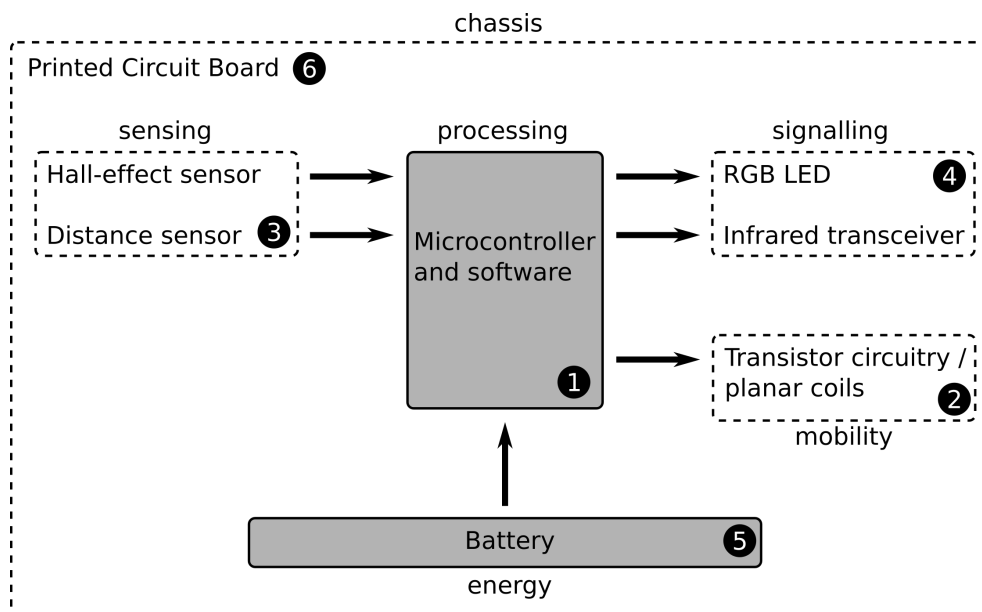 chassis
Printed Circuit Board 6
sensing
Hall-effect sensor
Distance sensor 3
processing
Microcontroller
and software
1
signalling
RGB LED 4
Infrared transceiver
Transistor circuitry /
planar coils
2
mobility
Battery 5
energy